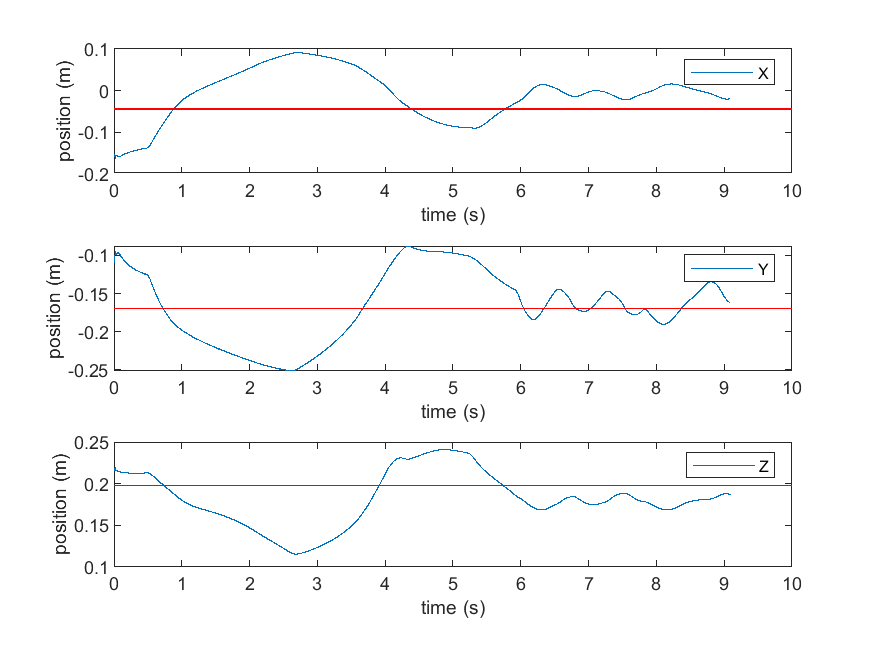 0.1
0
-0.1
-0.2
position (m)
X
0 1 2 3 4 5 6 7 8 9 10
time (s)
-0.1
-0.15
-0.2
-0.25
position (m)
Y
0 1 2 3 4 5 6 7 8 9 10
time (s)
0.25
0.2
0.15
0.1
position (m)
Z
0 1 2 3 4 5 6 7 8 9 10
time (s)